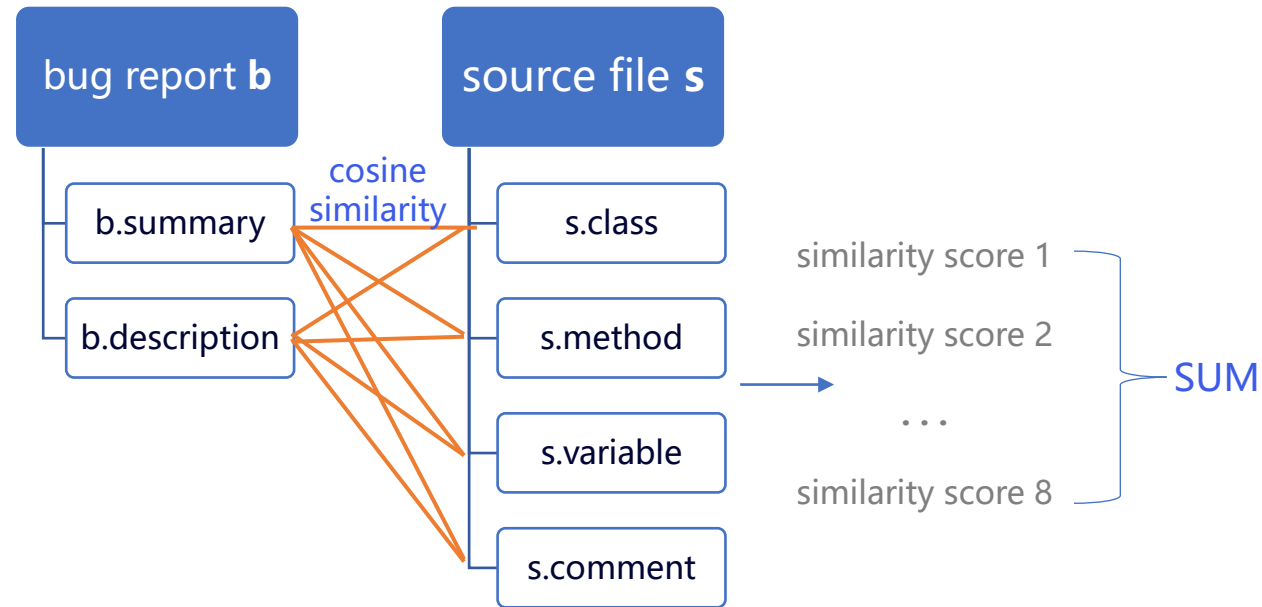 bug report b
source file s
cosine
similarity
b.summary
b.description
s.class
s.method
s.variable
s.comment
similarity score 1
similarity score 2
...
similarity score 8
SUM